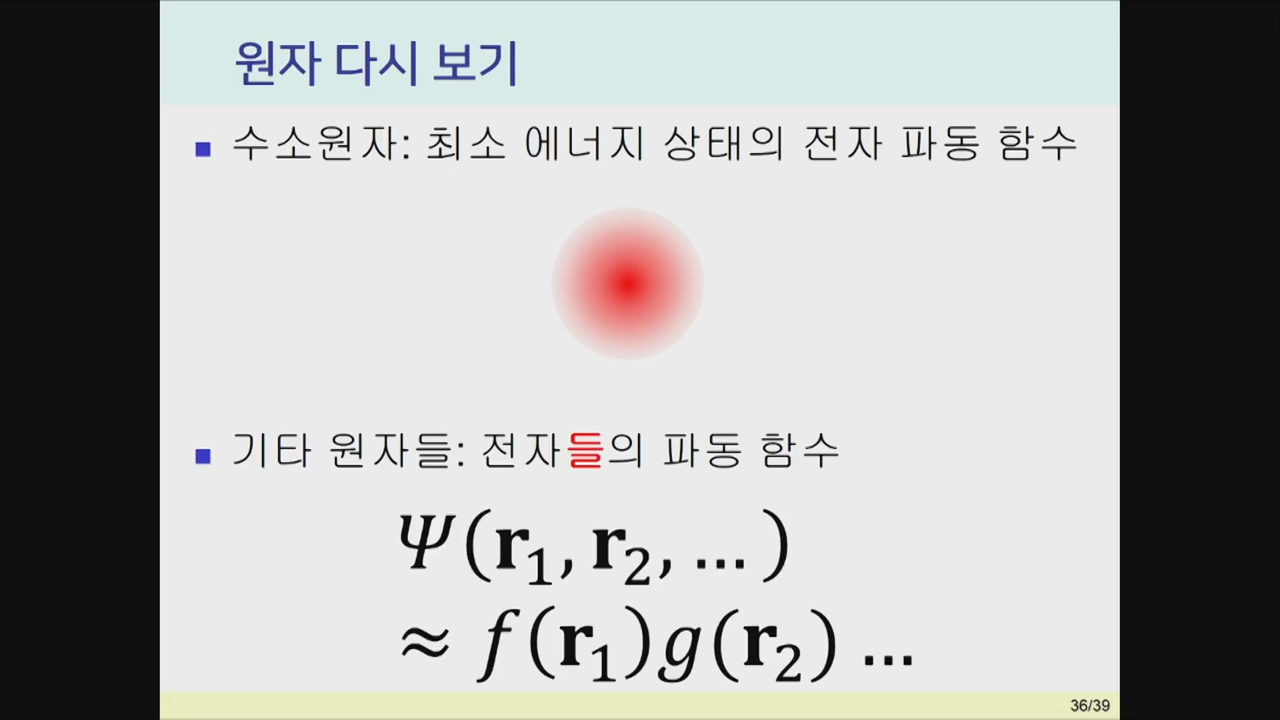 원자 다시 보기
▪ 수소원자: 최소 에너지 상태의 전자 파동 함수
▪ 기타 원자들: 전자들의 파동 함수
Ψ(r₁, r₂, … )
≈ f(r₁)g(r₂) …
36/39